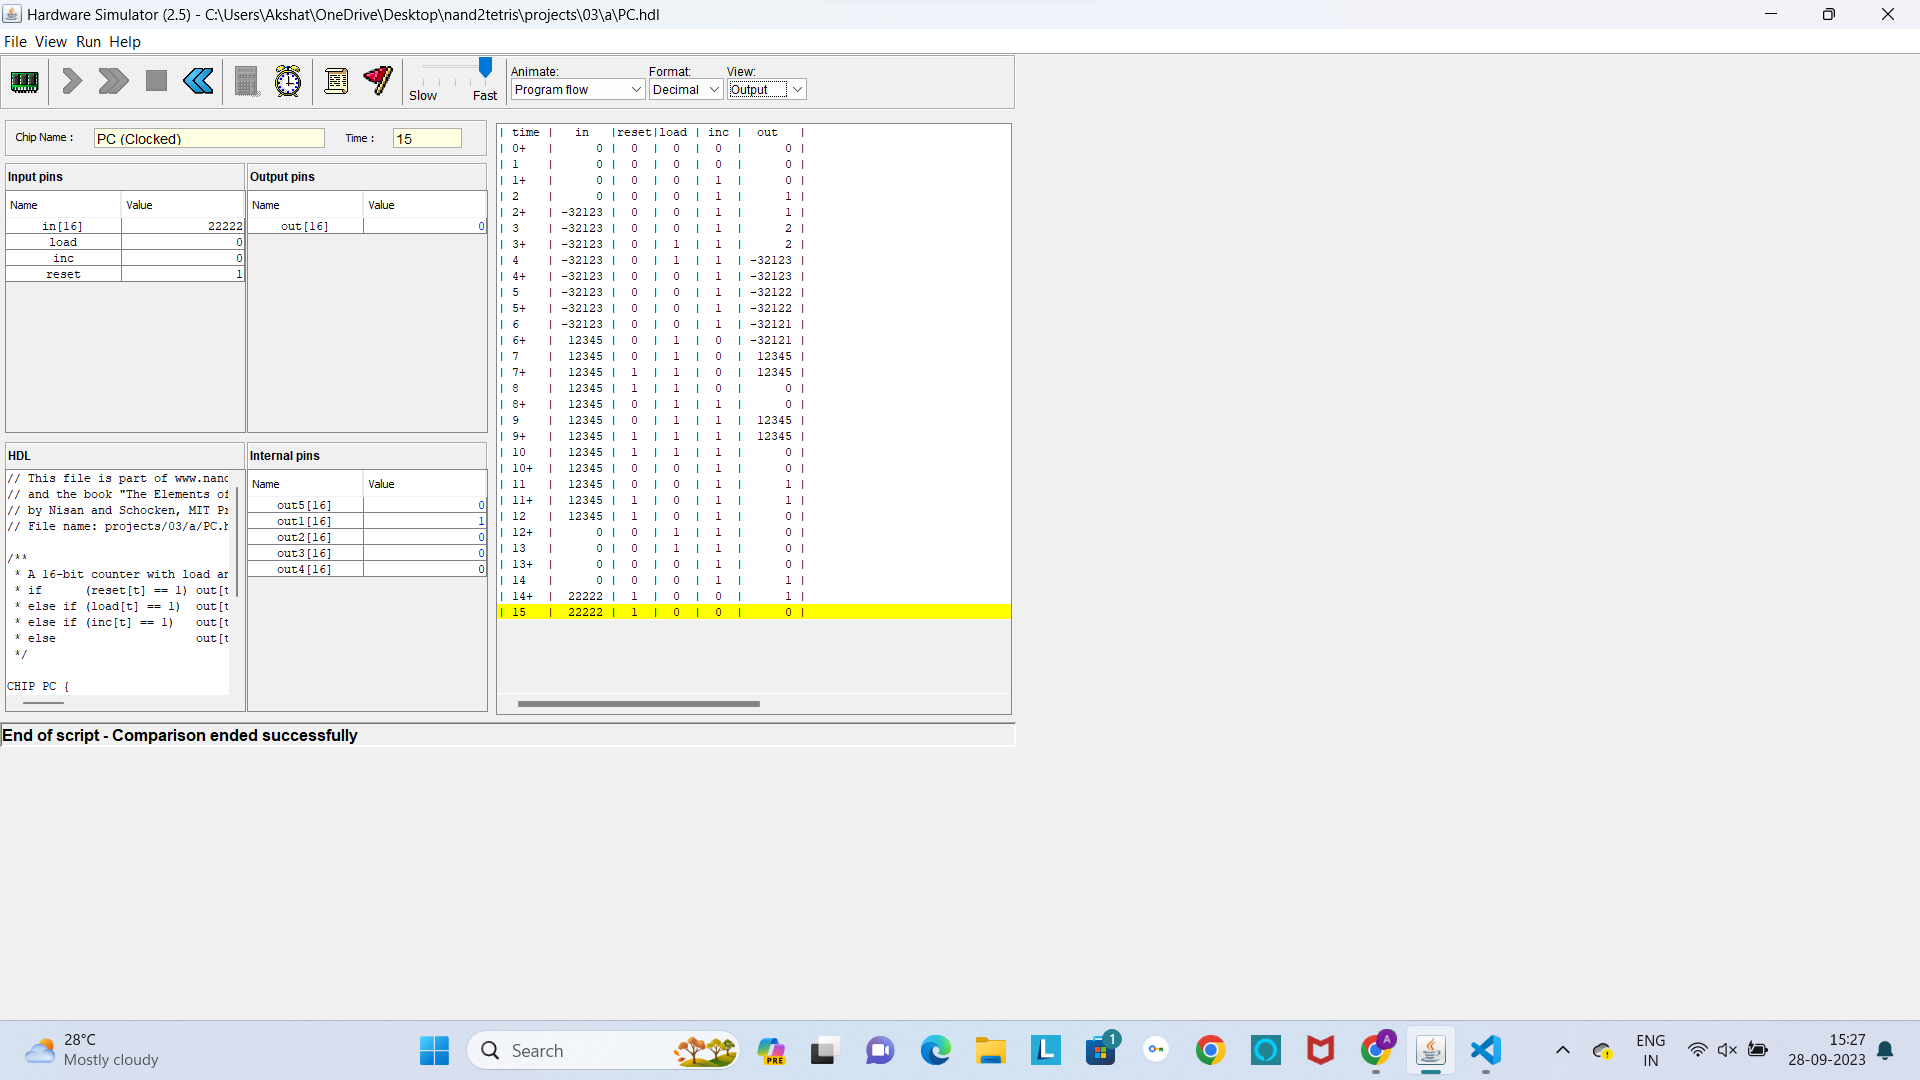 Hardware Simulator (2.5) - C:\Users\Akshat\OneDrive\Desktop\nand2tetris\projects\03\a\PC.hdl
File View Run Help
Slow Fast
Animate: Format: View:
Program flow Decimal Output
Chip Name : PC (Clocked) Time : 15
Input pins
Name Value
in[16] 22222
load 0
inc 0
reset 1
Output pins
Name Value
out[16] 0
HDL
// This file is part of www.nand
// and the book "The Elements of
// by Nisan and Schocken, MIT Pr
// File name: projects/03/a/PC.h
/**
* A 16-bit counter with load an
* if (reset[t] == 1) out[t
* else if (load[t] == 1) out[t
* else if (inc[t] == 1) out[t
* else out[t
*/
CHIP PC {
Internal pins
Name Value
out5[16] 0
out1[16] 1
out2[16] 0
out3[16] 0
out4[16] 0
| time | in |reset|load | inc | out |
| 0+ | 0 | 0 | 0 | 0 | 0 |
| 1 | 0 | 0 | 0 | 0 | 0 |
| 1+ | 0 | 0 | 0 | 1 | 0 |
| 2 | 0 | 0 | 0 | 1 | 1 |
| 2+ | -32123 | 0 | 0 | 1 | 1 |
| 3 | -32123 | 0 | 0 | 1 | 2 |
| 3+ | -32123 | 0 | 1 | 1 | 2 |
| 4 | -32123 | 0 | 1 | 1 | -32123 |
| 4+ | -32123 | 0 | 0 | 1 | -32123 |
| 5 | -32123 | 0 | 0 | 1 | -32122 |
| 5+ | -32123 | 0 | 0 | 1 | -32122 |
| 6 | -32123 | 0 | 0 | 1 | -32121 |
| 6+ | 12345 | 0 | 1 | 0 | -32121 |
| 7 | 12345 | 0 | 1 | 0 | 12345 |
| 7+ | 12345 | 1 | 1 | 0 | 12345 |
| 8 | 12345 | 1 | 1 | 0 | 0 |
| 8+ | 12345 | 0 | 1 | 1 | 0 |
| 9 | 12345 | 0 | 1 | 1 | 12345 |
| 9+ | 12345 | 1 | 1 | 1 | 12345 |
| 10 | 12345 | 1 | 1 | 1 | 0 |
| 10+ | 12345 | 0 | 0 | 1 | 0 |
| 11 | 12345 | 0 | 0 | 1 | 1 |
| 11+ | 12345 | 1 | 0 | 1 | 1 |
| 12 | 12345 | 1 | 0 | 1 | 0 |
| 12+ | 0 | 0 | 1 | 1 | 0 |
| 13 | 0 | 0 | 1 | 1 | 0 |
| 13+ | 0 | 0 | 0 | 1 | 0 |
| 14 | 0 | 0 | 0 | 1 | 1 |
| 14+ | 22222 | 1 | 0 | 0 | 1 |
| 15 | 22222 | 1 | 0 | 0 | 0 |
End of script - Comparison ended successfully
28°C
Mostly cloudy
Search
PRE
L
1
A
ENG
IN
15:27
28-09-2023